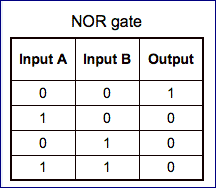 NOR gate
Input A Input B Output
0 0 1
1 0 0
0 1 0
1 1 0